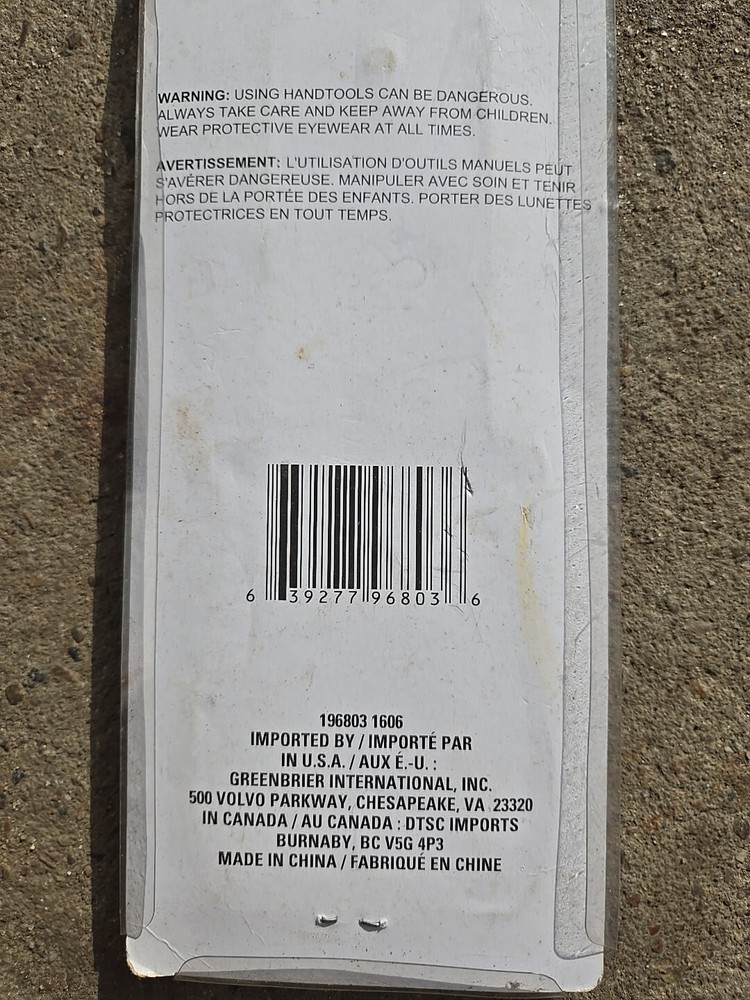 WARNING: USING HANDTOOLS CAN BE DANGEROUS.
ALWAYS TAKE CARE AND KEEP AWAY FROM CHILDREN.
WEAR PROTECTIVE EYEWEAR AT ALL TIMES.
AVERTISSEMENT: L'UTILISATION D'OUTILS MANUELS PEUT
S'AVÉRER DANGEREUSE. MANIPULER AVEC SOIN ET TENIR
HORS DE LA PORTÉE DES ENFANTS. PORTER DES LUNETTES
PROTECTRICES EN TOUT TEMPS.
6 39277 96803 6
196803 1606
IMPORTED BY / IMPORTÉ PAR
IN U.S.A. / AUX É.-U. :
GREENBRIER INTERNATIONAL, INC.
500 VOLVO PARKWAY, CHESAPEAKE, VA 23320
IN CANADA / AU CANADA : DTSC IMPORTS
BURNABY, BC V5G 4P3
MADE IN CHINA / FABRIQUÉ EN CHINE